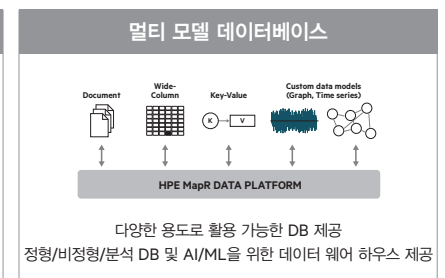 멀티 모델 데이터베이스
Document
Wide-
Column
Key-Value
Custom data models
(Graph, Time series)
K
V
HPE MapR DATA PLATFORM
다양한 용도로 활용 가능한 DB 제공
정형/비정형/분석 DB 및 AI/ML을 위한 데이터 웨어 하우스 제공